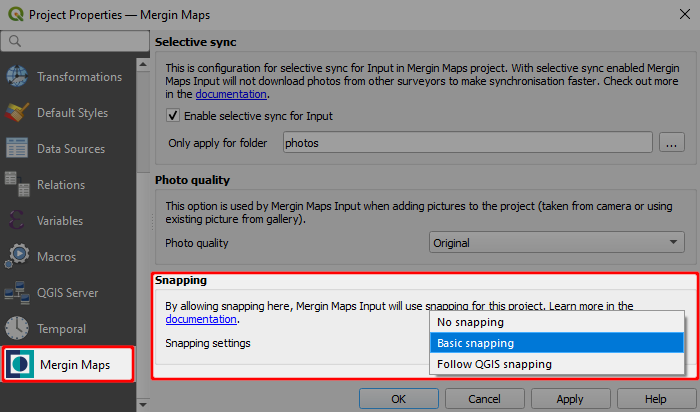 Project Properties — Mergin Maps
Transformations
Default Styles
Data Sources
Relations
Variables
Macros
QGIS Server
Temporal
Mergin Maps
Selective sync
This is configuration for selective sync for Input in Mergin Maps project. With selective sync enabled Mergin
Maps Input will not download photos from other surveyors to make synchronisation faster. Check out more
in the documentation.
Enable selective sync for Input
Only apply for folder
photos
...
Photo quality
This option is used by Mergin Maps Input when adding pictures to the project (taken from camera or using
existing picture from gallery).
Photo quality
Original
Snapping
By allowing snapping here, Mergin Maps Input will use snapping for this project. Learn more in the
documentation.
Snapping settings
No snapping
Basic snapping
Follow QGIS snapping
OK
Cancel
Apply
Help